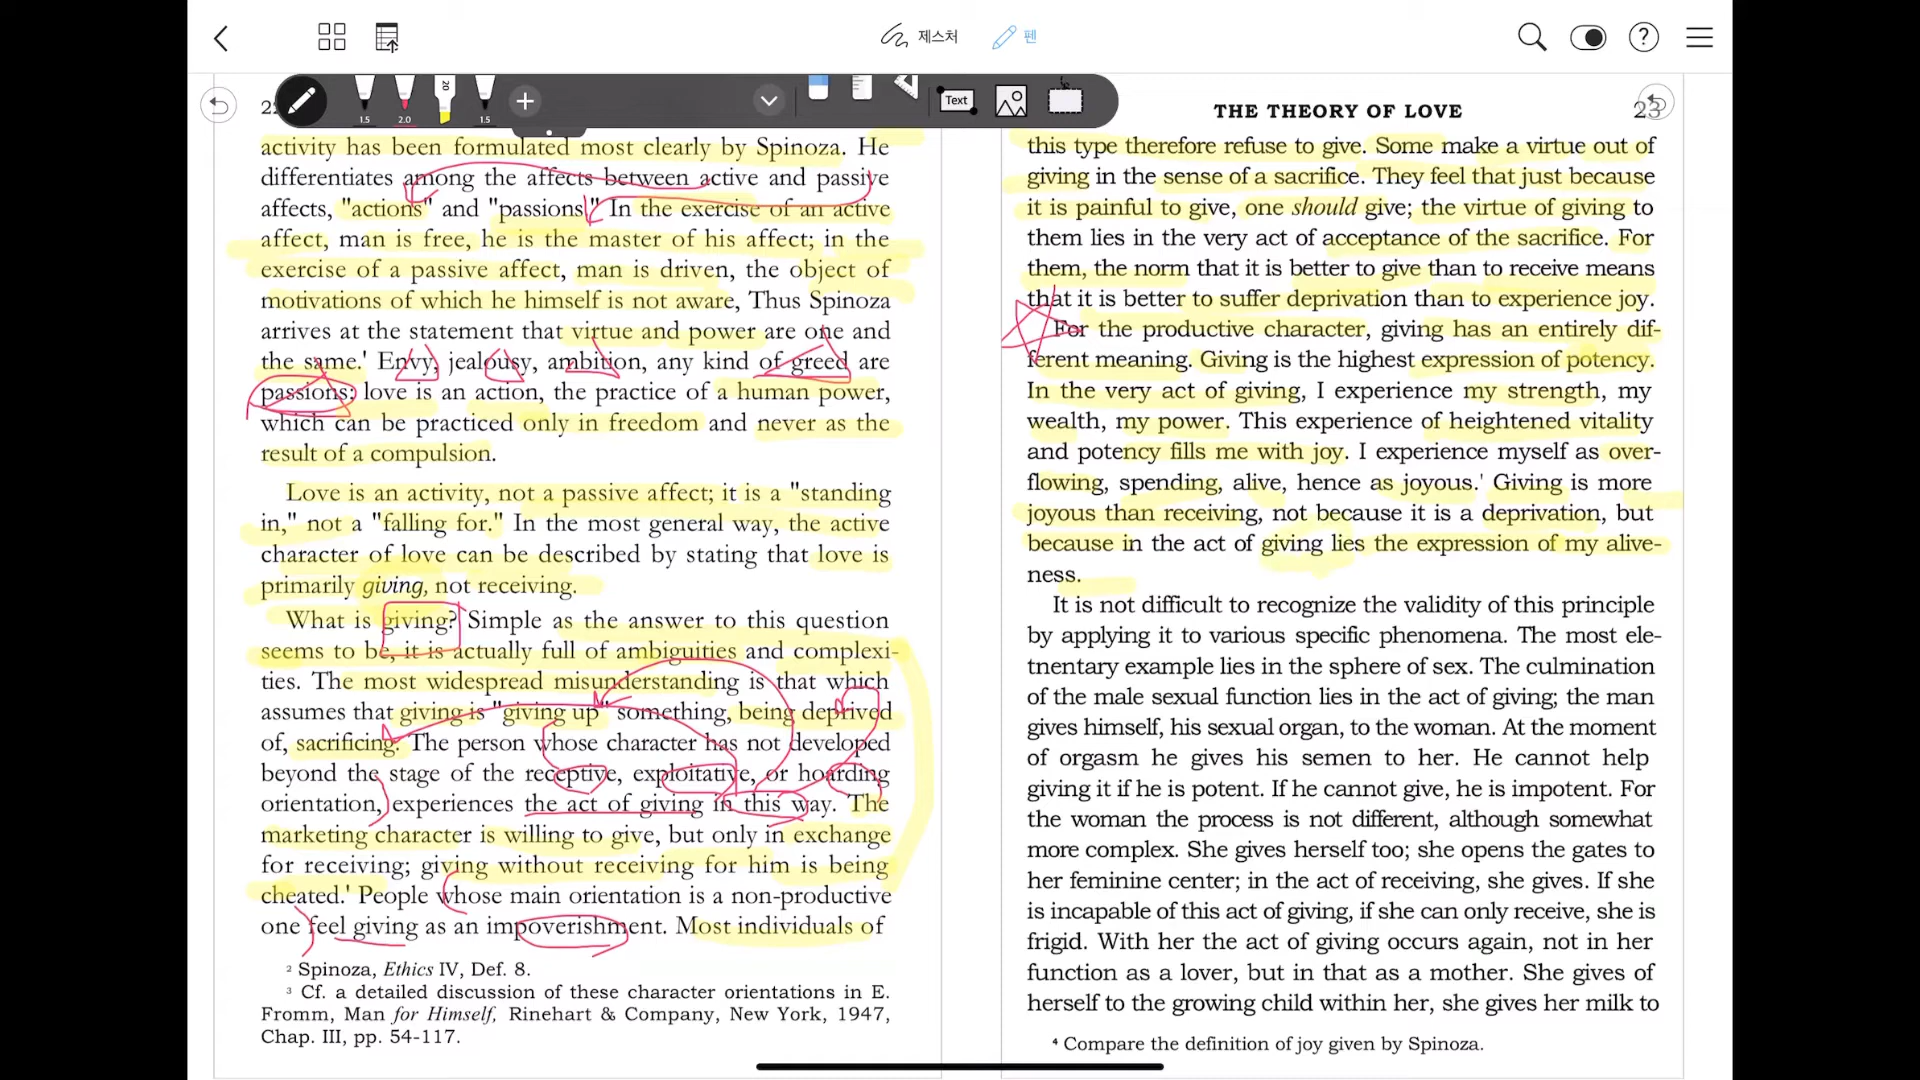 제스처
펜
?
1.5
2.0
20
1.5
Text
activity has been formulated most clearly by Spinoza. He
differentiates among the affects between active and passive
affects, "actions" and "passions" In the exercise of an active
affect, man is free, he is the master of his affect; in the
exercise of a passive affect, man is driven, the object of
motivations of which he himself is not aware, Thus Spinoza
arrives at the statement that virtue and power are one and
the same.' Envy, jealousy, ambition, any kind of greed are
passions; love is an action, the practice of a human power,
which can be practiced only in freedom and never as the
result of a compulsion.
Love is an activity, not a passive affect; it is a "standing
in," not a "falling for." In the most general way, the active
character of love can be described by stating that love is
primarily giving, not receiving.
What is giving? Simple as the answer to this question
seems to be, it is actually full of ambiguities and complexi-
ties. The most widespread misunderstanding is that which
assumes that giving is "giving up" something, being deprived
of, sacrificing. The person whose character has not developed
beyond the stage of the receptive, exploitative, or hoarding
orientation, experiences the act of giving in this way. The
marketing character is willing to give, but only in exchange
for receiving; giving without receiving for him is being
cheated.' People whose main orientation is a non-productive
one feel giving as an impoverishment. Most individuals of
² Spinoza, Ethics IV, Def. 8.
³ Cf. a detailed discussion of these character orientations in E.
Fromm, Man for Himself, Rinehart & Company, New York, 1947,
Chap. III, pp. 54-117.
THE THEORY OF LOVE 23
this type therefore refuse to give. Some make a virtue out of
giving in the sense of a sacrifice. They feel that just because
it is painful to give, one should give; the virtue of giving to
them lies in the very act of acceptance of the sacrifice. For
them, the norm that it is better to give than to receive means
that it is better to suffer deprivation than to experience joy.
For the productive character, giving has an entirely dif-
ferent meaning. Giving is the highest expression of potency.
In the very act of giving, I experience my strength, my
wealth, my power. This experience of heightened vitality
and potency fills me with joy. I experience myself as over-
flowing, spending, alive, hence as joyous.' Giving is more
joyous than receiving, not because it is a deprivation, but
because in the act of giving lies the expression of my alive-
ness.
It is not difficult to recognize the validity of this principle
by applying it to various specific phenomena. The most ele-
tnentary example lies in the sphere of sex. The culmination
of the male sexual function lies in the act of giving; the man
gives himself, his sexual organ, to the woman. At the moment
of orgasm he gives his semen to her. He cannot help
giving it if he is potent. If he cannot give, he is impotent. For
the woman the process is not different, although somewhat
more complex. She gives herself too; she opens the gates to
her feminine center; in the act of receiving, she gives. If she
is incapable of this act of giving, if she can only receive, she is
frigid. With her the act of giving occurs again, not in her
function as a lover, but in that as a mother. She gives of
herself to the growing child within her, she gives her milk to
⁴ Compare the definition of joy given by Spinoza.